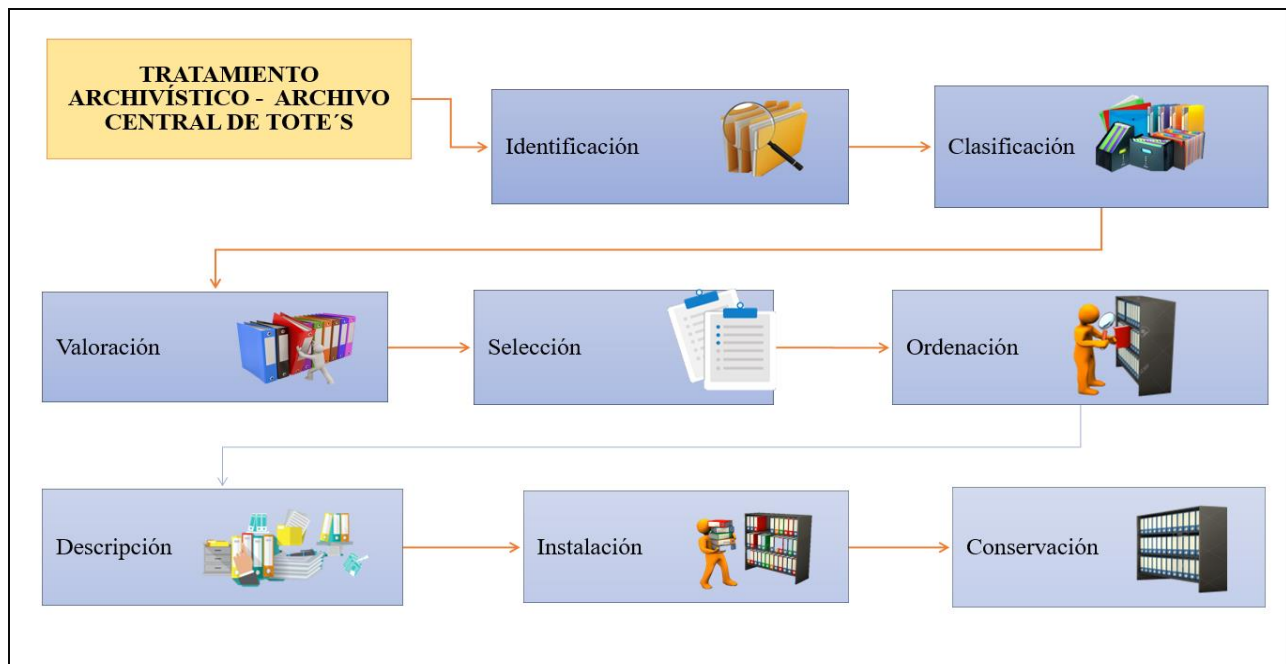 TRATAMIENTO
ARCHIVÍSTICO - ARCHIVO
CENTRAL DE TOTE´S
Identificación
Clasificación
Valoración
Selección
Ordenación
Descripción
Instalación
Conservación